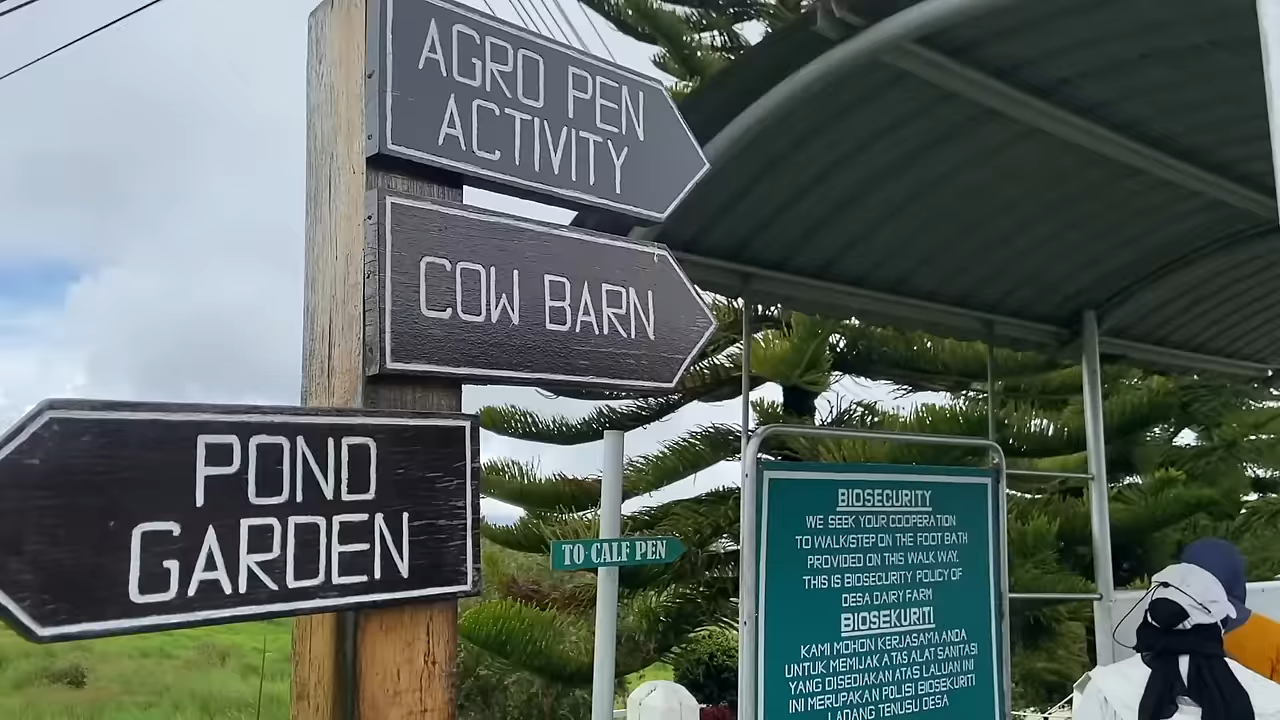 AGRO PEN
ACTIVITY
COW BARN
POND
GARDEN
TO CALF PEN
BIOSECURITY
WE SEEK YOUR COOPERATION
TO WALK/STEP ON THE FOOT BATH
PROVIDED ON THIS WALK WAY.
THIS IS BIOSECURITY POLICY OF
DESA DAIRY FARM
BIOSEKURITI
KAMI MOHON KERJASAMA ANDA
UNTUK MEMIJAK ATAS ALAT SANITASI
YANG DISEDIAKAN ATAS LALUAN INI
INI MERUPAKAN POLISI BIOSEKURITI
LADANG TENUSU DESA